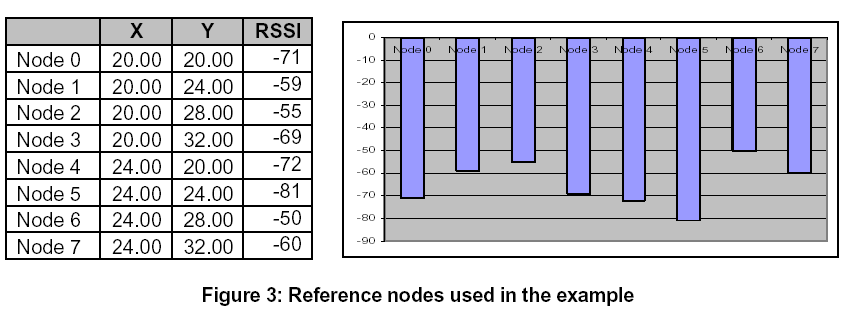 X Y RSSI
Node 0 20.00 20.00 -71
Node 1 20.00 24.00 -59
Node 2 20.00 28.00 -55
Node 3 20.00 32.00 -69
Node 4 24.00 20.00 -72
Node 5 24.00 24.00 -81
Node 6 24.00 28.00 -50
Node 7 24.00 32.00 -60
0
Node 0 Node 1 Node 2 Node 3 Node 4 Node 5 Node 6 Node 7
-10
-20
-30
-40
-50
-60
-70
-80
-90
Figure 3: Reference nodes used in the example